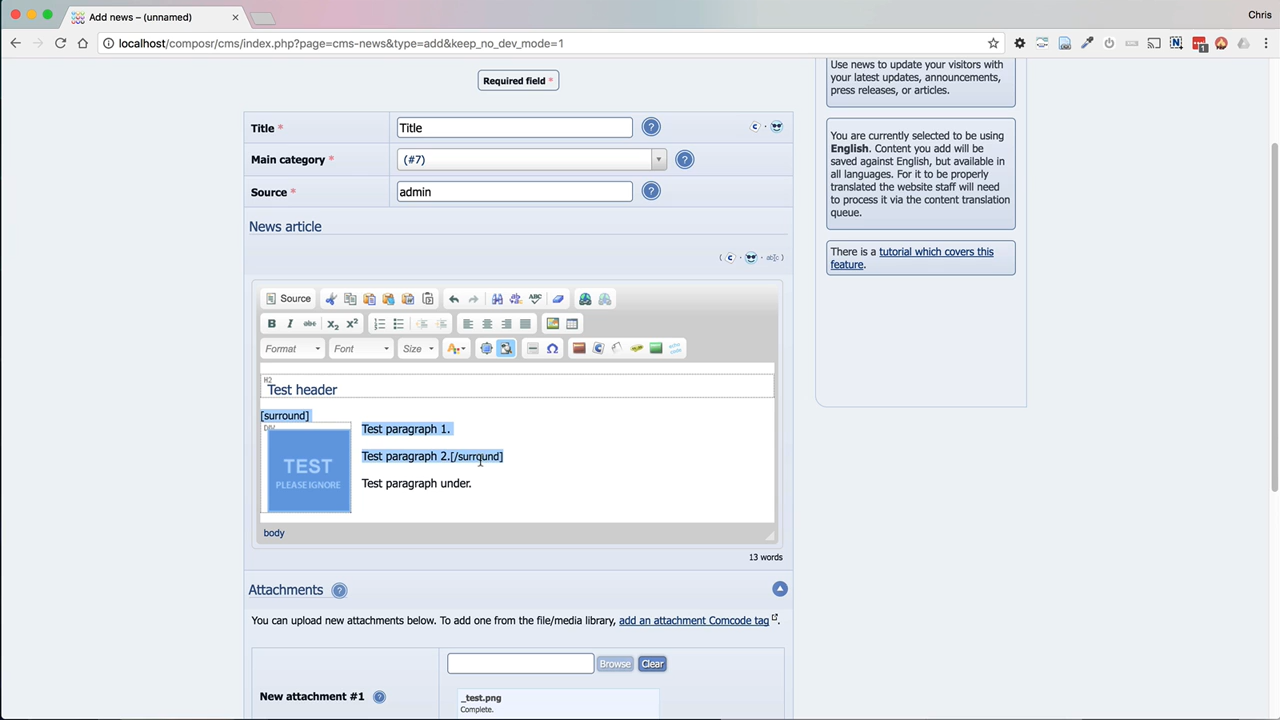 Add news – (unnamed)
Chris
localhost/composr/cms/index.php?page=cms-news&type=add&keep_no_dev_mode=1
Required field *
Use news to update your visitors with
your latest updates, announcements,
press releases, or articles.
Title *
Title
Main category *
(#7)
Source *
admin
You are currently selected to be using
English. Content you add will be
saved against English, but available in
all languages. For it to be properly
translated the website staff will need
to process it via the content translation
queue.
There is a tutorial which covers this
feature.
News article
Source
Format
Font
Size
H2
Test header
[surround]
DIV
TEST
PLEASE IGNORE
Test paragraph 1.
Test paragraph 2.[/surround]
Test paragraph under.
body
13 words
Attachments
You can upload new attachments below. To add one from the file/media library, add an attachment Comcode tag.
Browse
Clear
New attachment #1
_test.png
Complete.